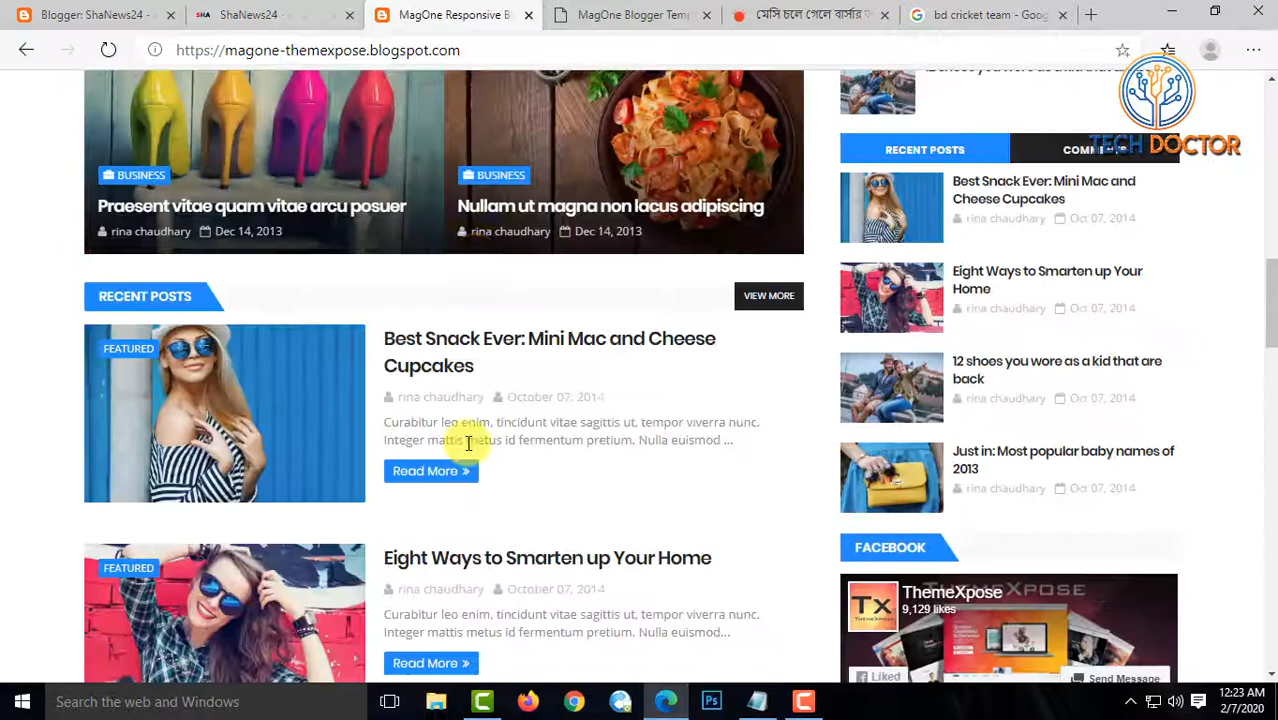 Blogger: ShaNews24 -
SHA
ShaNews24 -
MagOne Responsive B
MagOne Blogger Temp
মেসি চলে গেলে বার্সার
bd cricket team - Goog
https://magone-themexpose.blogspot.com
TECH DOCTOR
BUSINESS
Praesent vitae quam vitae arcu posuer
rina chaudhary Dec 14, 2013
BUSINESS
Nullam ut magna non lacus adipiscing
rina chaudhary Dec 14, 2013
RECENT POSTS
VIEW MORE
FEATURED
Best Snack Ever: Mini Mac and Cheese
Cupcakes
rina chaudhary October 07, 2014
Curabitur leo enim, tincidunt vitae sagittis ut, tempor viverra nunc.
Integer mattis metus id fermentum pretium. Nulla euismod ...
Read More »
FEATURED
Eight Ways to Smarten up Your Home
rina chaudhary October 07, 2014
Curabitur leo enim, tincidunt vitae sagittis ut, tempor viverra nunc.
Integer mattis metus id fermentum pretium. Nulla euismod ...
Read More »
RECENT POSTS
COMMENTS
Best Snack Ever: Mini Mac and
Cheese Cupcakes
rina chaudhary Oct 07, 2014
Eight Ways to Smarten up Your
Home
rina chaudhary Oct 07, 2014
12 shoes you wore as a kid that are
back
rina chaudhary Oct 07, 2014
Just in: Most popular baby names of
2013
rina chaudhary Oct 07, 2014
FACEBOOK
Tx
ThemeXpose
9,129 likes
XPOSE
Liked
Send Message
Search the web and Windows
Ps
12:23 AM
2/7/2020